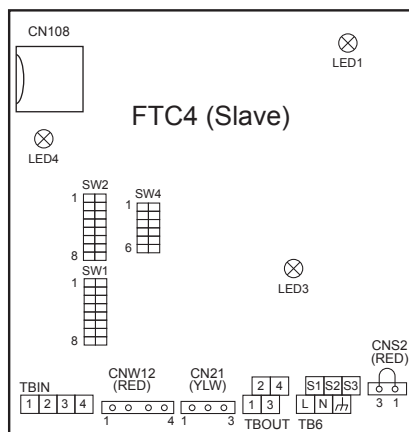 CN108
LED1
FTC4 (Slave)
LED4
SW2
1
8
SW4
1
6
SW1
8
LED3
CNS2
(RED)
3 1
TBIN
1 2 3 4
CNW12
(RED)
1 4
CN21
(YLW)
1 3
2 4
1 3
TBOUT
S1 S2 S3
L N
TB6